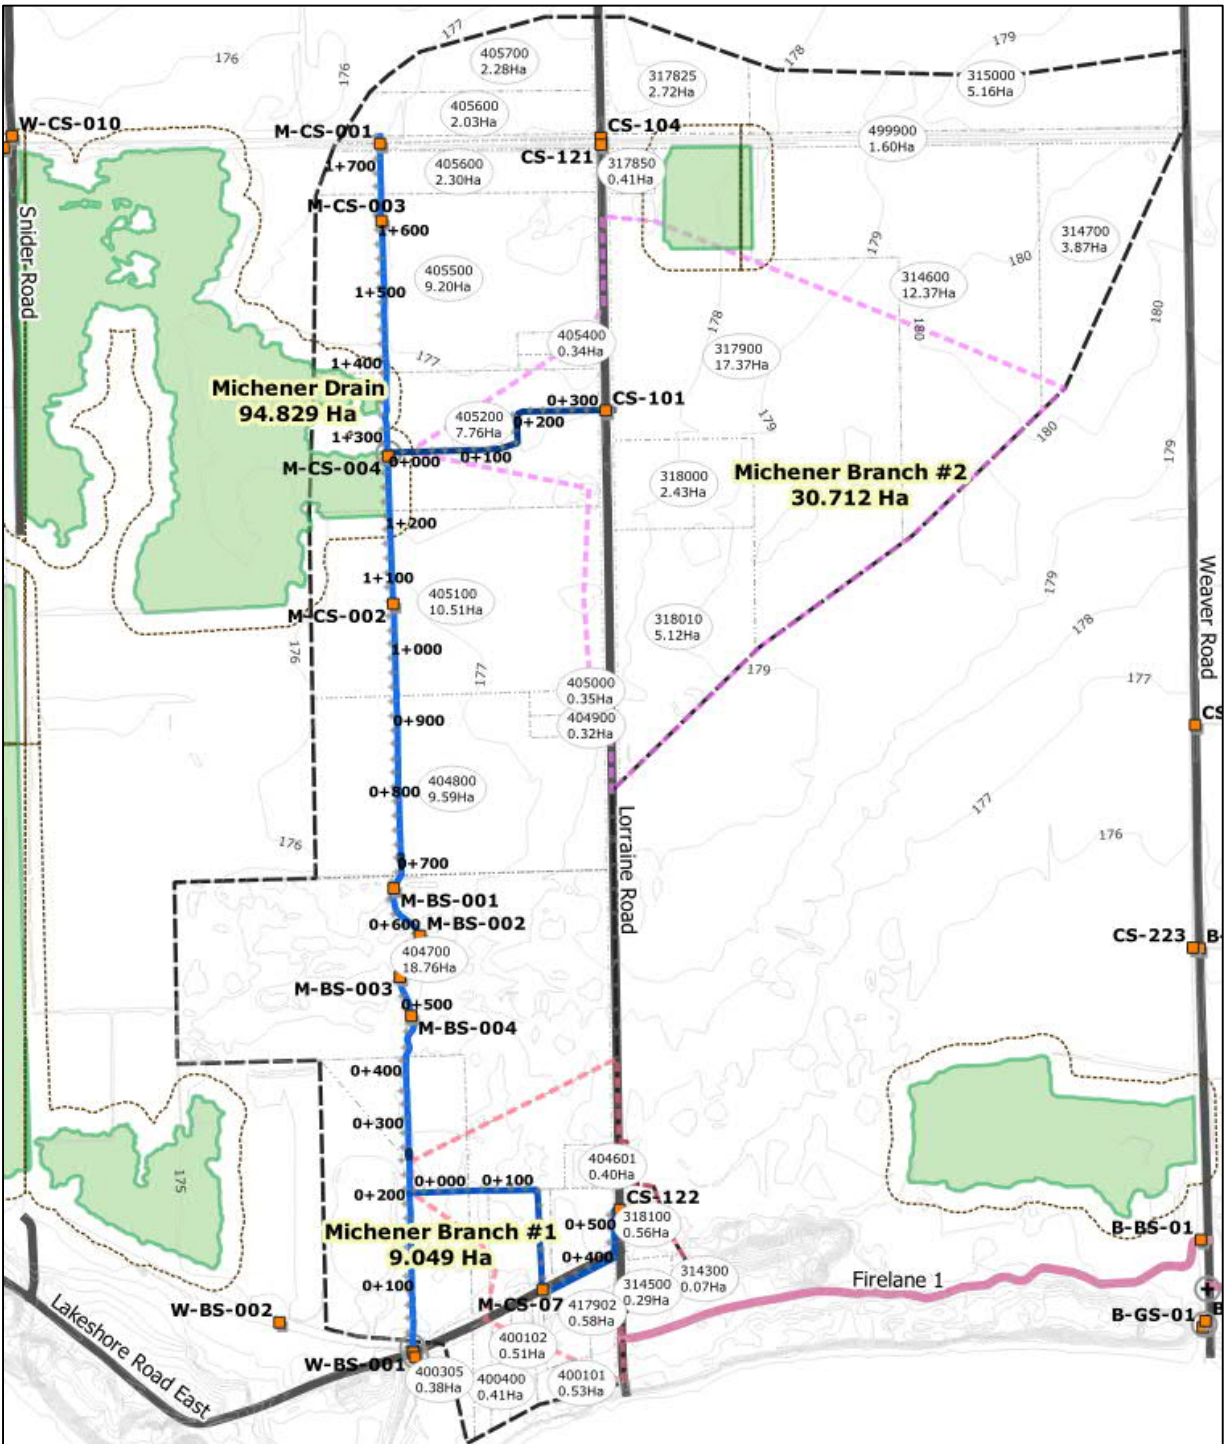 177
405700
2.28Ha
179
178
176
176
317825
2.72Ha
315000
5.16Ha
405600
2.03Ha
W-CS-010
M-CS-001
CS-104
499900
1.60Ha
CS-121
1+700
405600
2.30Ha
317850
0.41Ha
M-CS-003
1+600
Snider Road
179
314700
3.87Ha
180
405500
9.20Ha
314600
12.37Ha
1+500
180
178
180
405400
0.34Ha
317900
17.37Ha
1+400
177
Michener Drain
94.829 Ha
0+300
CS-101
405200
7.76Ha
0+200
179
1+300
180
179
0+100
M-CS-004
0+000
Michener Branch #2
30.712 Ha
318000
2.43Ha
1+200
1+100
179
Weaver Road
405100
10.51Ha
M-CS-002
318010
5.12Ha
178
1+000
176
177
179
177
405000
0.35Ha
0+900
404900
0.32Ha
CS
0+800
404800
9.59Ha
177
176
176
Lorraine Road
0+700
M-BS-001
0+600
M-BS-002
CS-223
B-
404700
18.76Ha
M-BS-003
0+500
M-BS-004
0+400
0+300
404601
0.40Ha
175
0+200
0+000
0+100
CS-122
318100
0.56Ha
0+500
Michener Branch #1
9.049 Ha
B-BS-01
0+400
0+100
314300
0.07Ha
Firelane 1
314500
0.29Ha
M-CS-07
417902
0.58Ha
W-BS-002
B-GS-01
B
400102
0.51Ha
Lakeshore Road East
W-BS-001
400305
0.38Ha
400400
0.41Ha
400101
0.53Ha